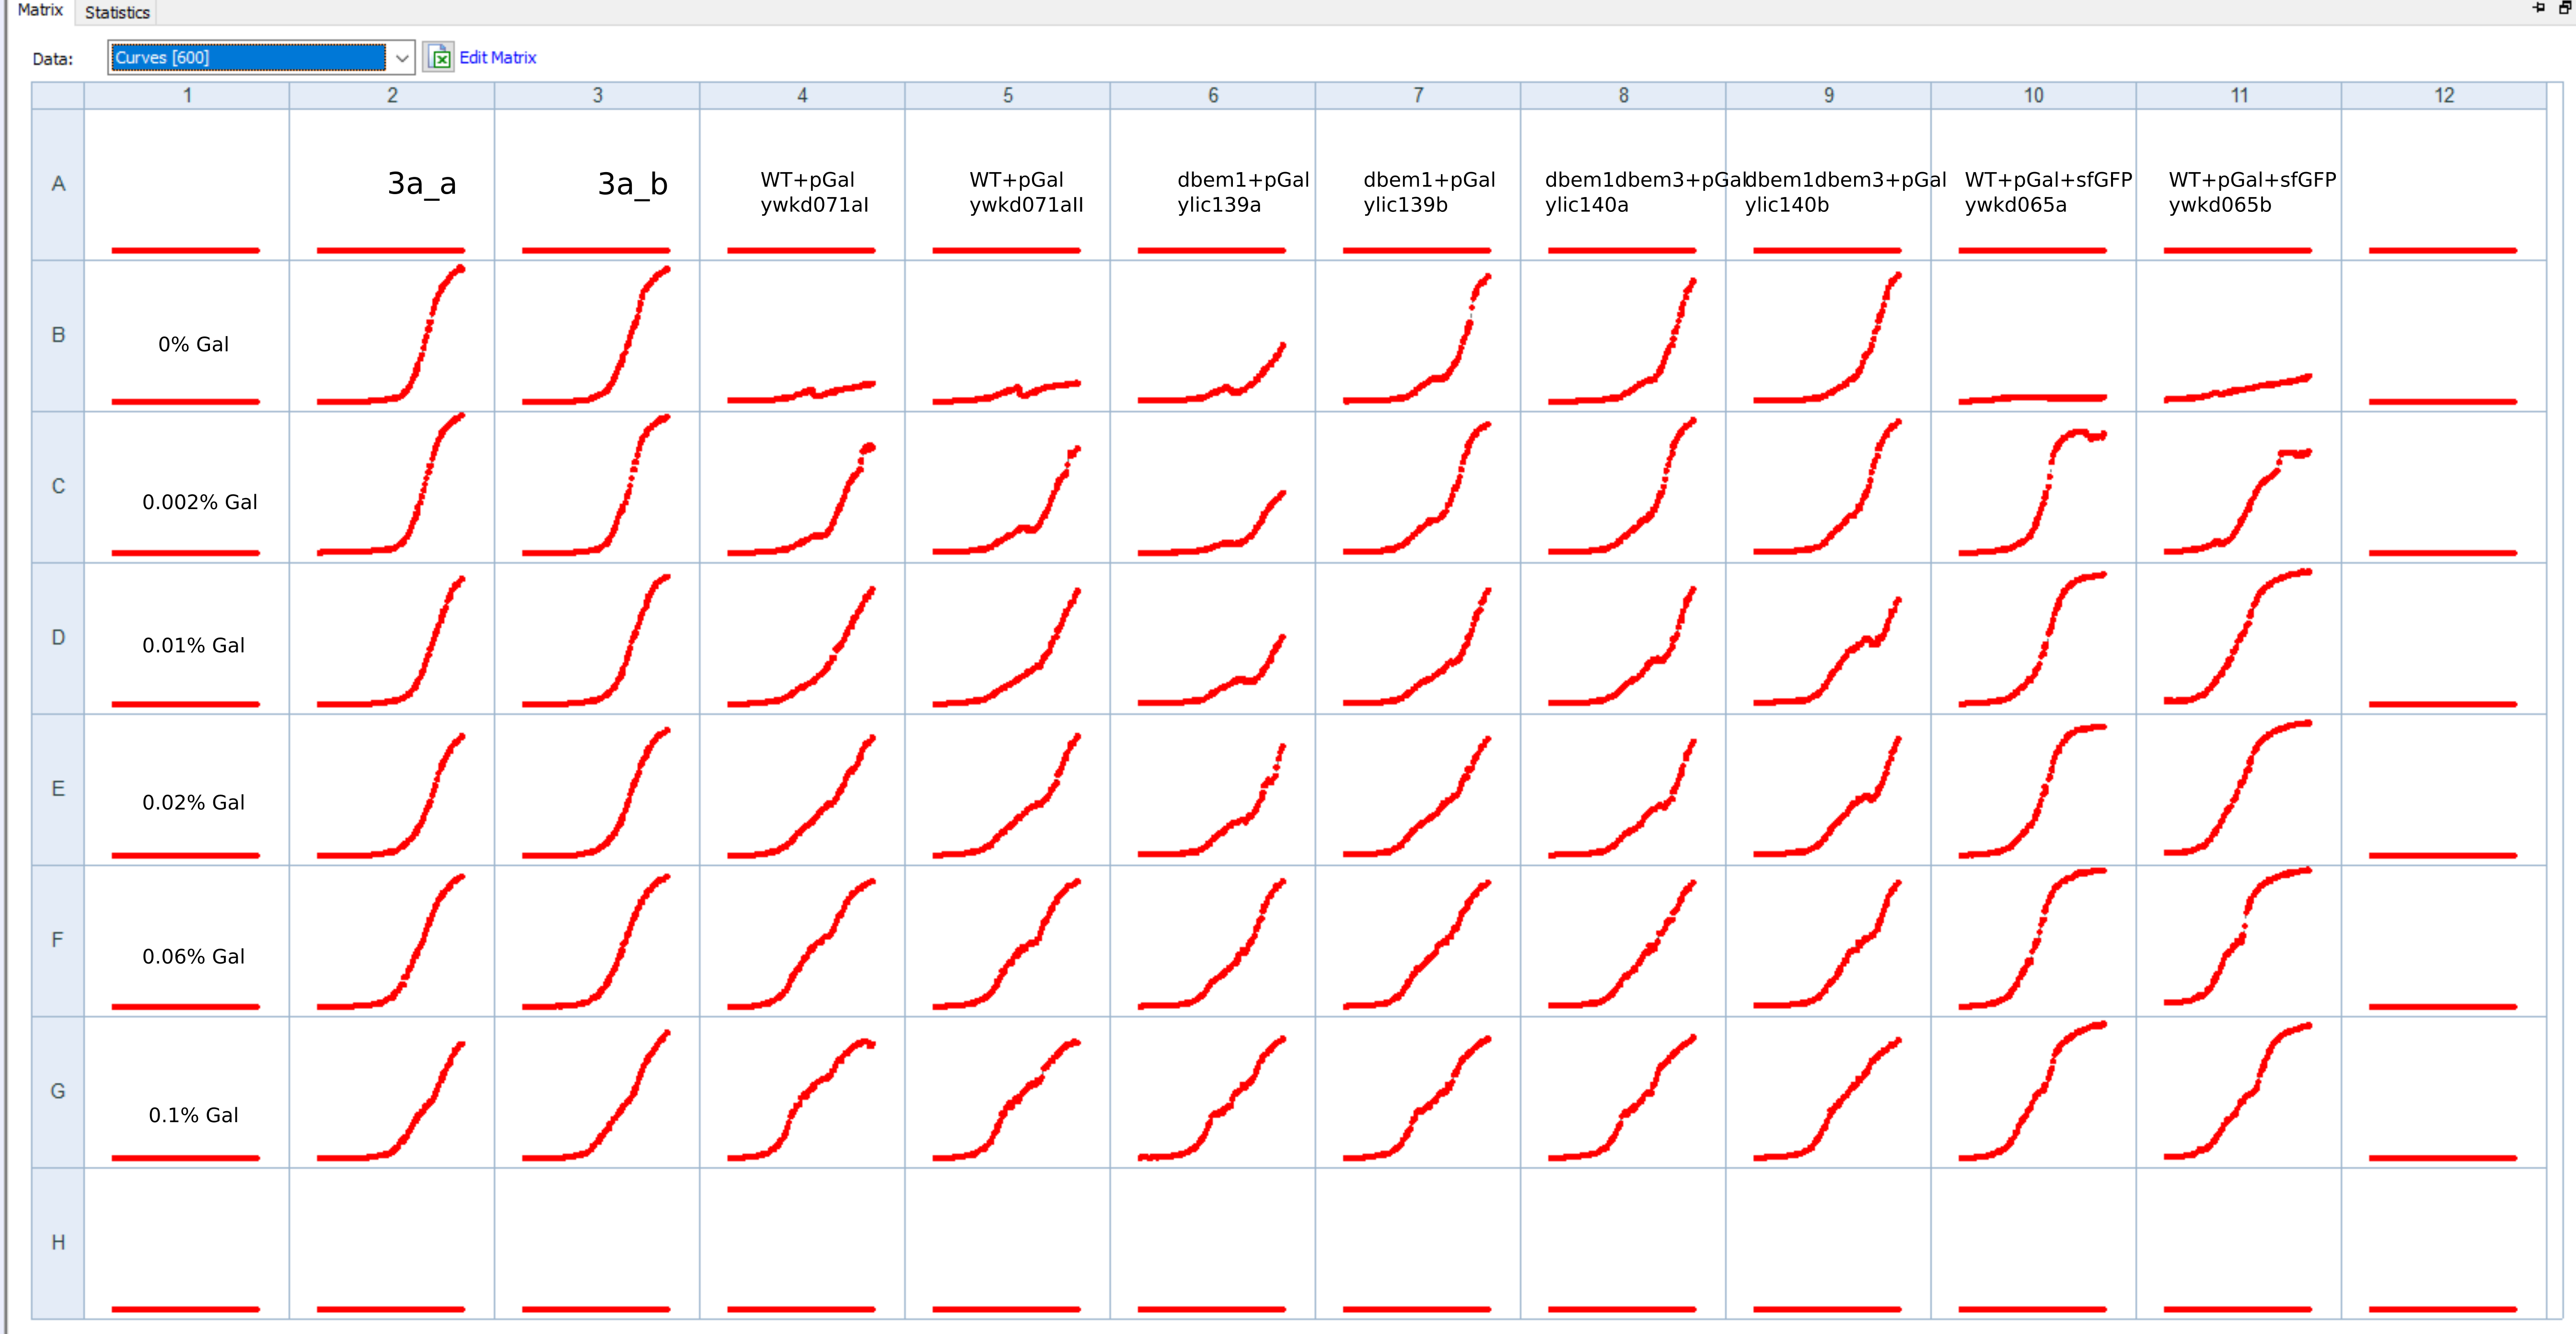 Matrix Statistics
Data: Curves [600] Edit Matrix
1 2 3 4 5 6 7 8 9 10 11 12
A 3a_a 3a_b WT+pGal WT+pGal dbem1+pGal dbem1+pGal dbem1dbem3+pGal dbem1dbem3+pGal WT+pGal+sfGFP WT+pGal+sfGFP
ywkd071aI ywkd071aII ylic139a ylic139b ylic140a ylic140b ywkd065a ywkd065b
B 0% Gal
C 0.002% Gal
D 0.01% Gal
E 0.02% Gal
F 0.06% Gal
G 0.1% Gal
H